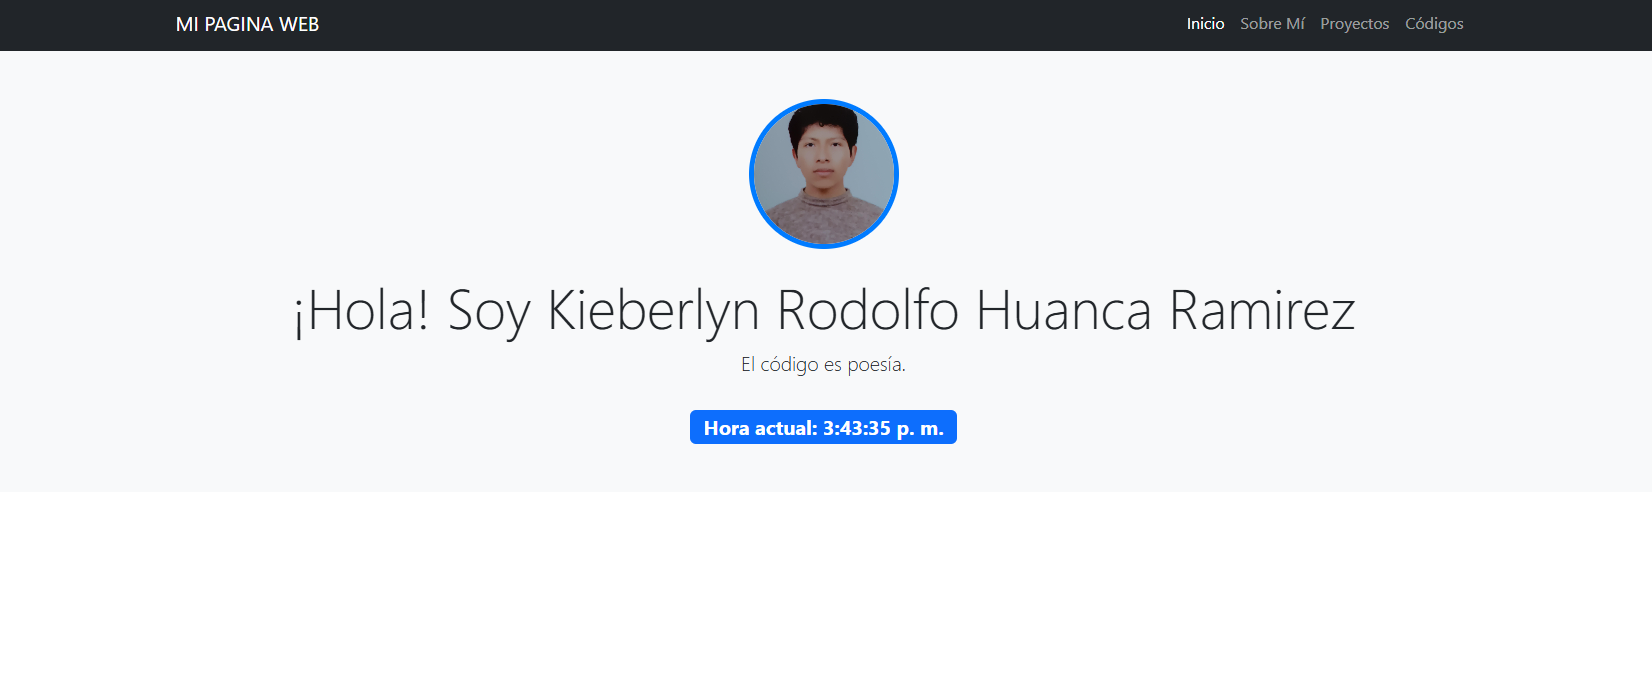 MI PAGINA WEB
Inicio Sobre Mí Proyectos Códigos
¡Hola! Soy Kieberlyn Rodolfo Huanca Ramirez
El código es poesía.
Hora actual: 3:43:35 p. m.